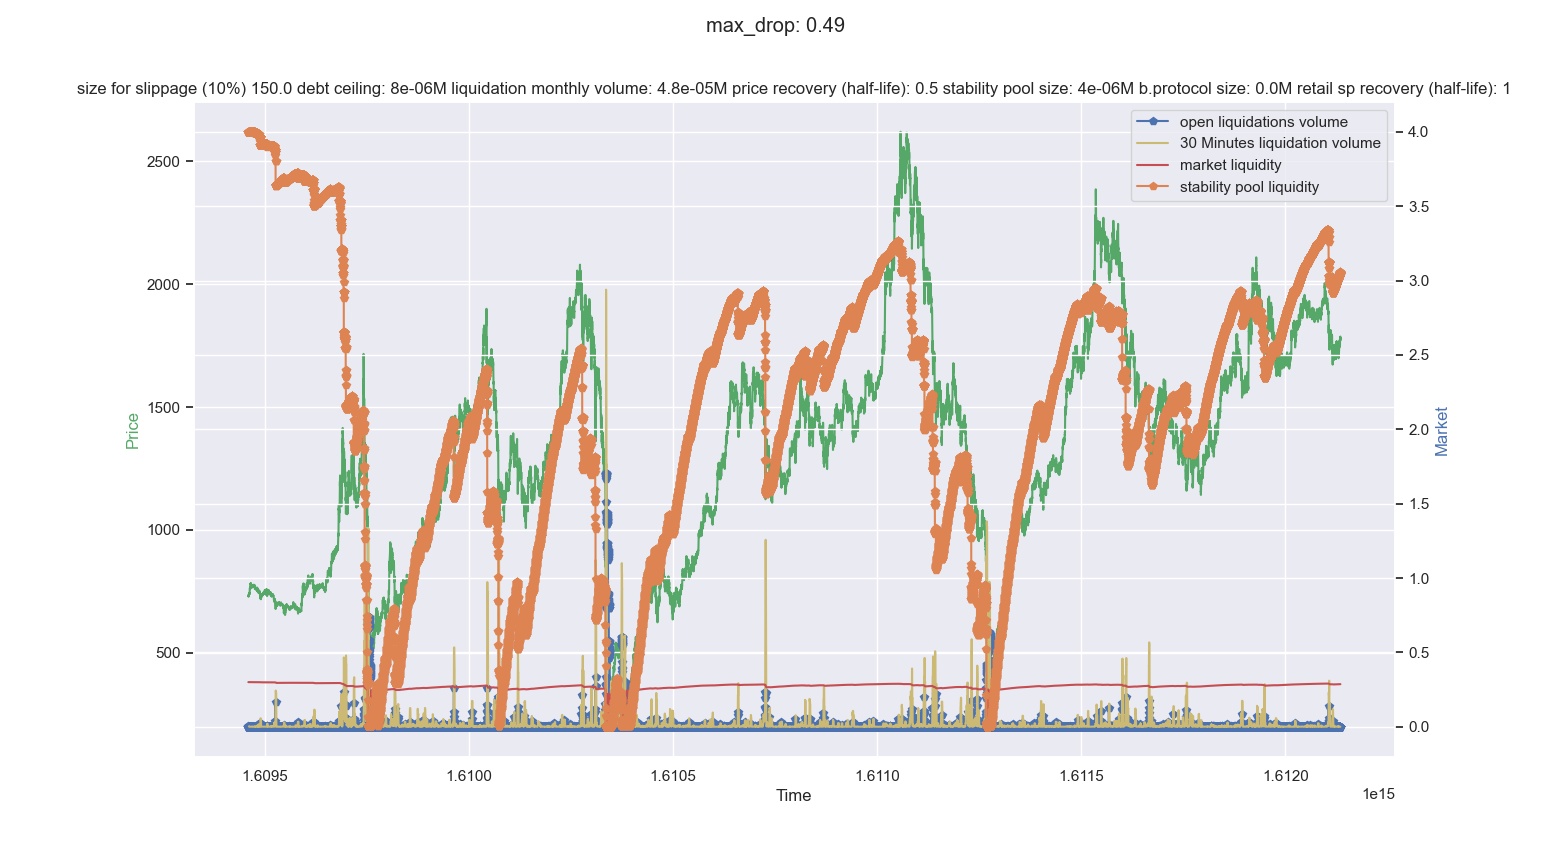 max_drop: 0.49
size for slippage (10%) 150.0 debt ceiling: 8e-06M liquidation monthly volume: 4.8e-05M price recovery (half-life): 0.5 stability pool size: 4e-06M b.protocol size: 0.0M retail sp recovery (half-life): 1
open liquidations volume
30 Minutes liquidation volume
market liquidity
stability pool liquidity
Price
2500
2000
1500
1000
500
Market
4.0
3.5
3.0
2.5
2.0
1.5
1.0
0.5
0.0
1.6095 1.6100 1.6105 1.6110 1.6115 1.6120
Time
1e15